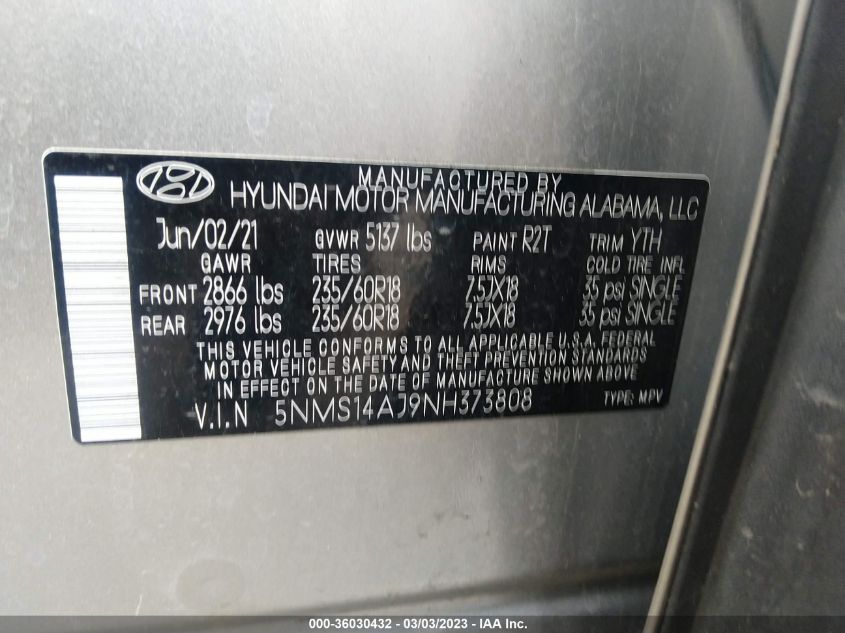 MANUFACTURED BY
HYUNDAI MOTOR MANUFACTURING ALABAMA, LLC
Jun/02/21 GVWR 5137 lbs PAINT R2T TRIM YTH
GAWR TIRES RIMS COLD TIRE INFL
FRONT 2866 lbs 235/60R18 7.5JX18 35 psi SINGLE
REAR 2976 lbs 235/60R18 7.5JX18 35 psi SINGLE
THIS VEHICLE CONFORMS TO ALL APPLICABLE U.S.A. FEDERAL
MOTOR VEHICLE SAFETY AND THEFT PREVENTION STANDARDS
IN EFFECT ON THE DATE OF MANUFACTURE SHOWN ABOVE.
V.I.N 5NMS14AJ9NH373808 TYPE: MPV
000-36030432 - 03/03/2023 - IAA Inc.